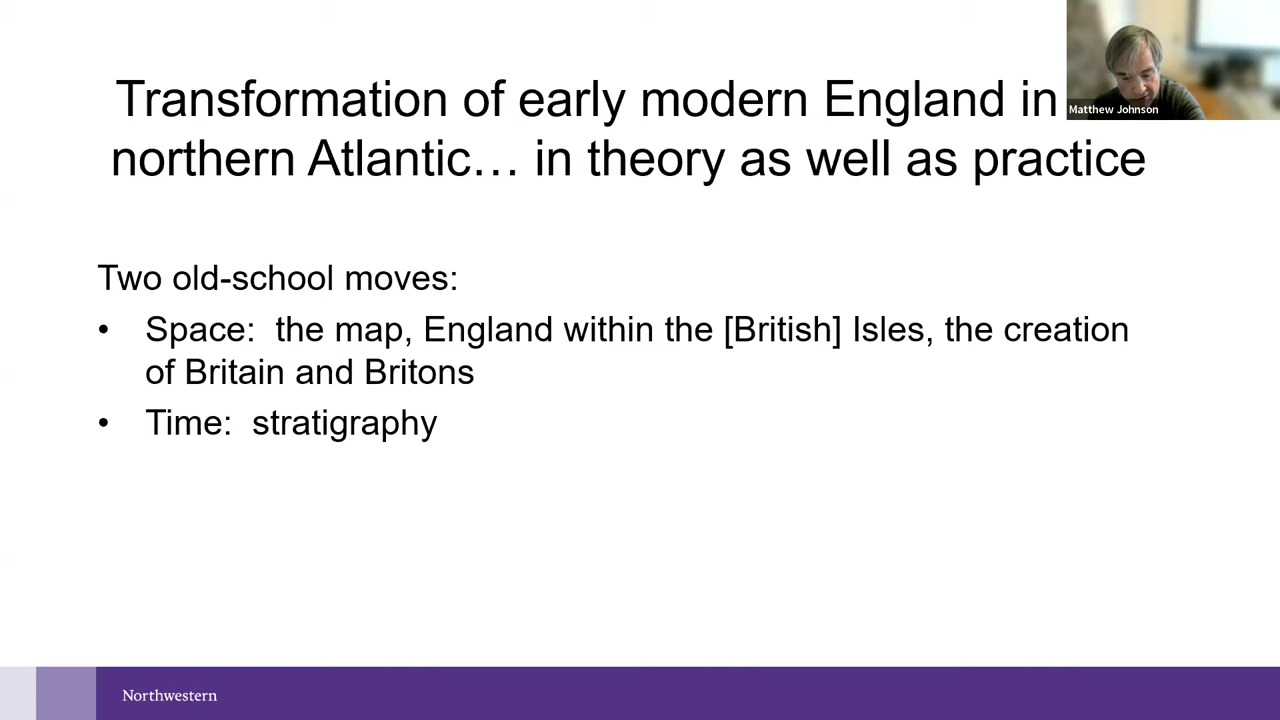 Transformation of early modern England in
northern Atlantic… in theory as well as practice
Matthew Johnson
Two old-school moves:
• Space: the map, England within the [British] Isles, the creation
of Britain and Britons
• Time: stratigraphy
Northwestern